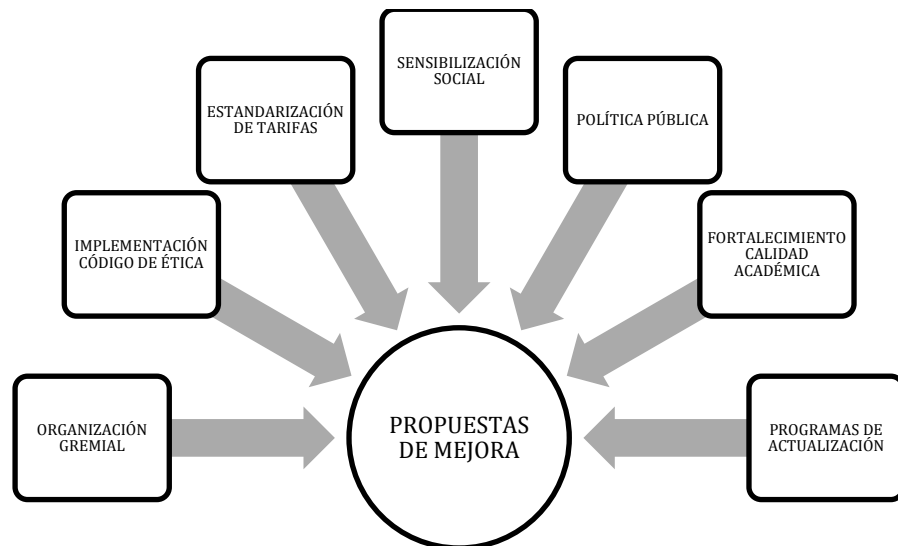 SENSIBILIZACIÓN
SOCIAL
ESTANDARIZACIÓN
DE TARIFAS
POLÍTICA PÚBLICA
IMPLEMENTACIÓN
CÓDIGO DE ÉTICA
FORTALECIMIENTO
CALIDAD
ACADÉMICA
ORGANIZACIÓN
GREMIAL
PROPUESTAS
DE MEJORA
PROGRAMAS DE
ACTUALIZACIÓN